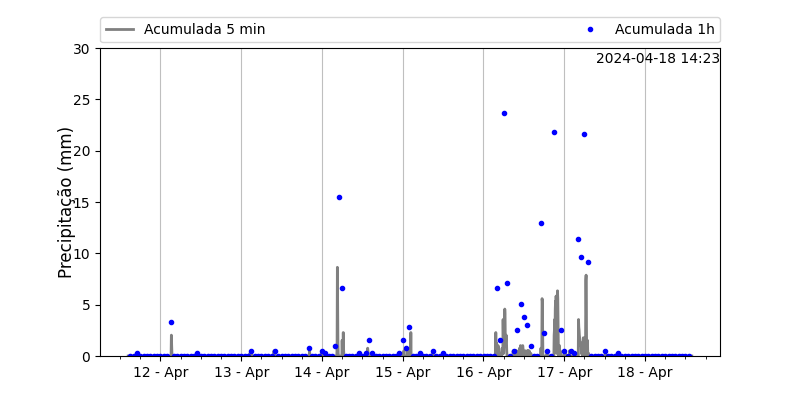 Acumulada 5 min
Acumulada 1h
2024-04-18 14:23
Precipitação (mm)
30
25
20
15
10
5
0
12 - Apr
13 - Apr
14 - Apr
15 - Apr
16 - Apr
17 - Apr
18 - Apr